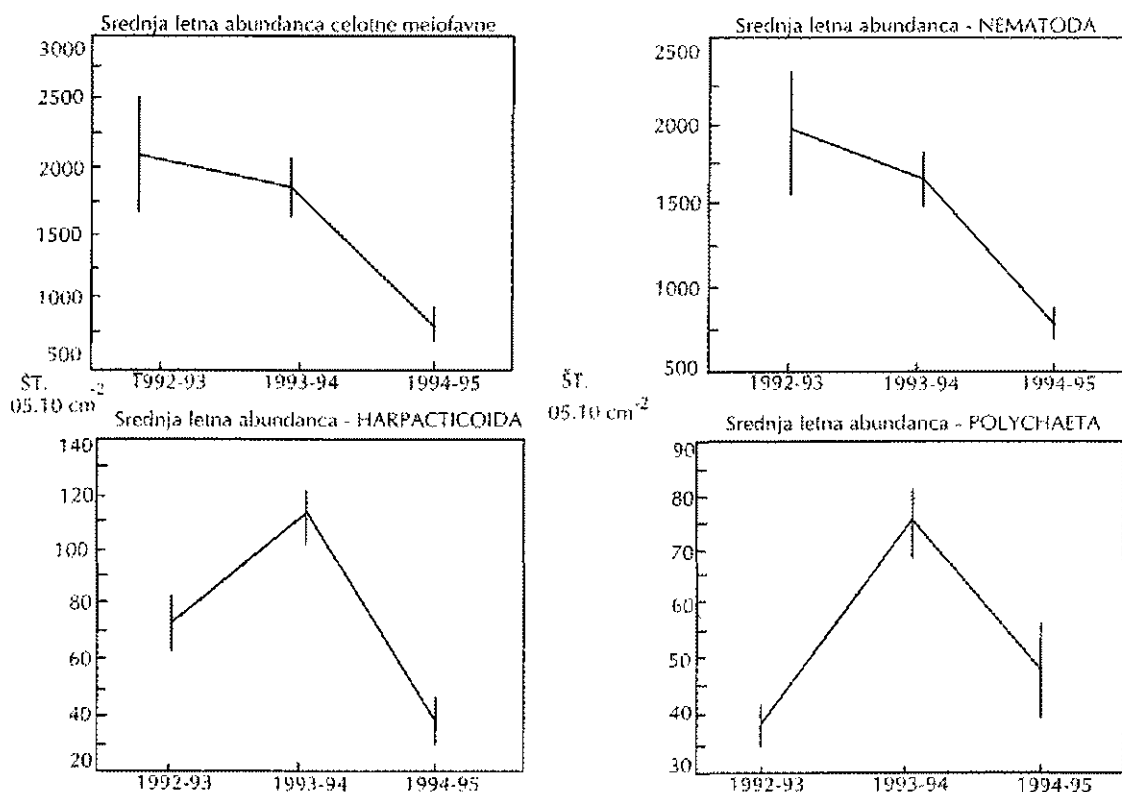 Srednja letna abundanca celotne meiofavne
3000
2500
2000
1500
1000
500
1992-93 1993-94 1994-95
ŠT.
05.10 cm-2
Srednja letna abundanca - NEMATODA
2500
2000
1500
1000
500
1992-93 1993-94 1994-95
ŠT.
05.10 cm-2
Srednja letna abundanca - HARPACTICOIDA
140
120
100
80
60
40
20
1992-93 1993-94 1994-95
Srednja letna abundanca - POLYCHAETA
90
80
70
60
50
40
30
1992-93 1993-94 1994-95